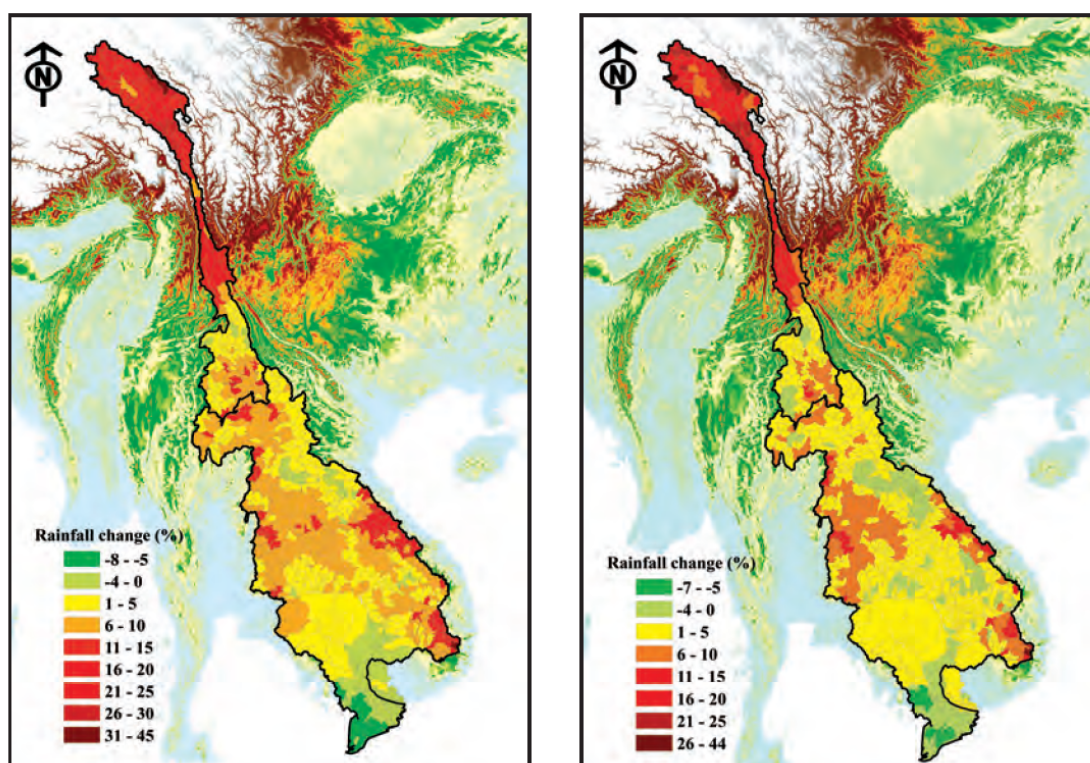 N
Rainfall change (%)
-8 - -5
-4 - 0
1 - 5
6 - 10
11 - 15
16 - 20
21 - 25
26 - 30
31 - 45
N
Rainfall change (%)
-7 - -5
-4 - 0
1 - 5
6 - 10
11 - 15
16 - 20
21 - 25
26 - 44